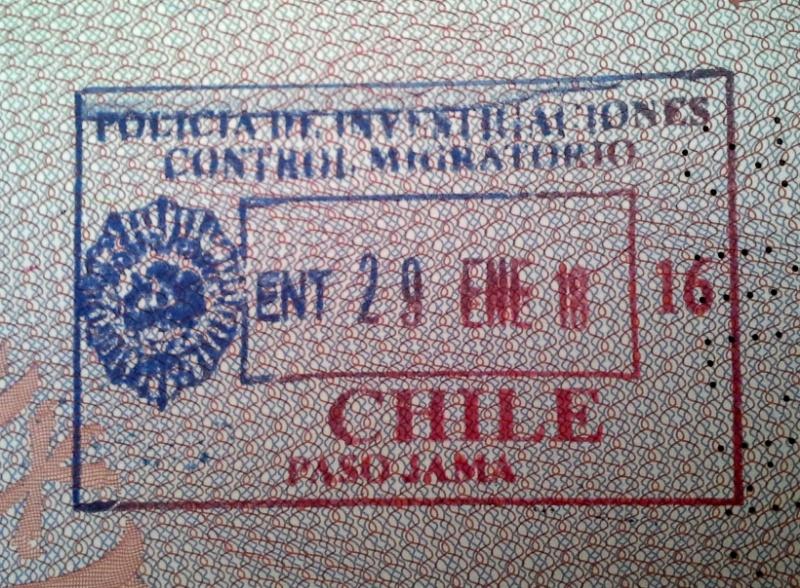 POLICIA DE INVESTIGACIONES
CONTROL MIGRATORIO
ENT 29 ENE 18 16
CHILE
PASO JAMA